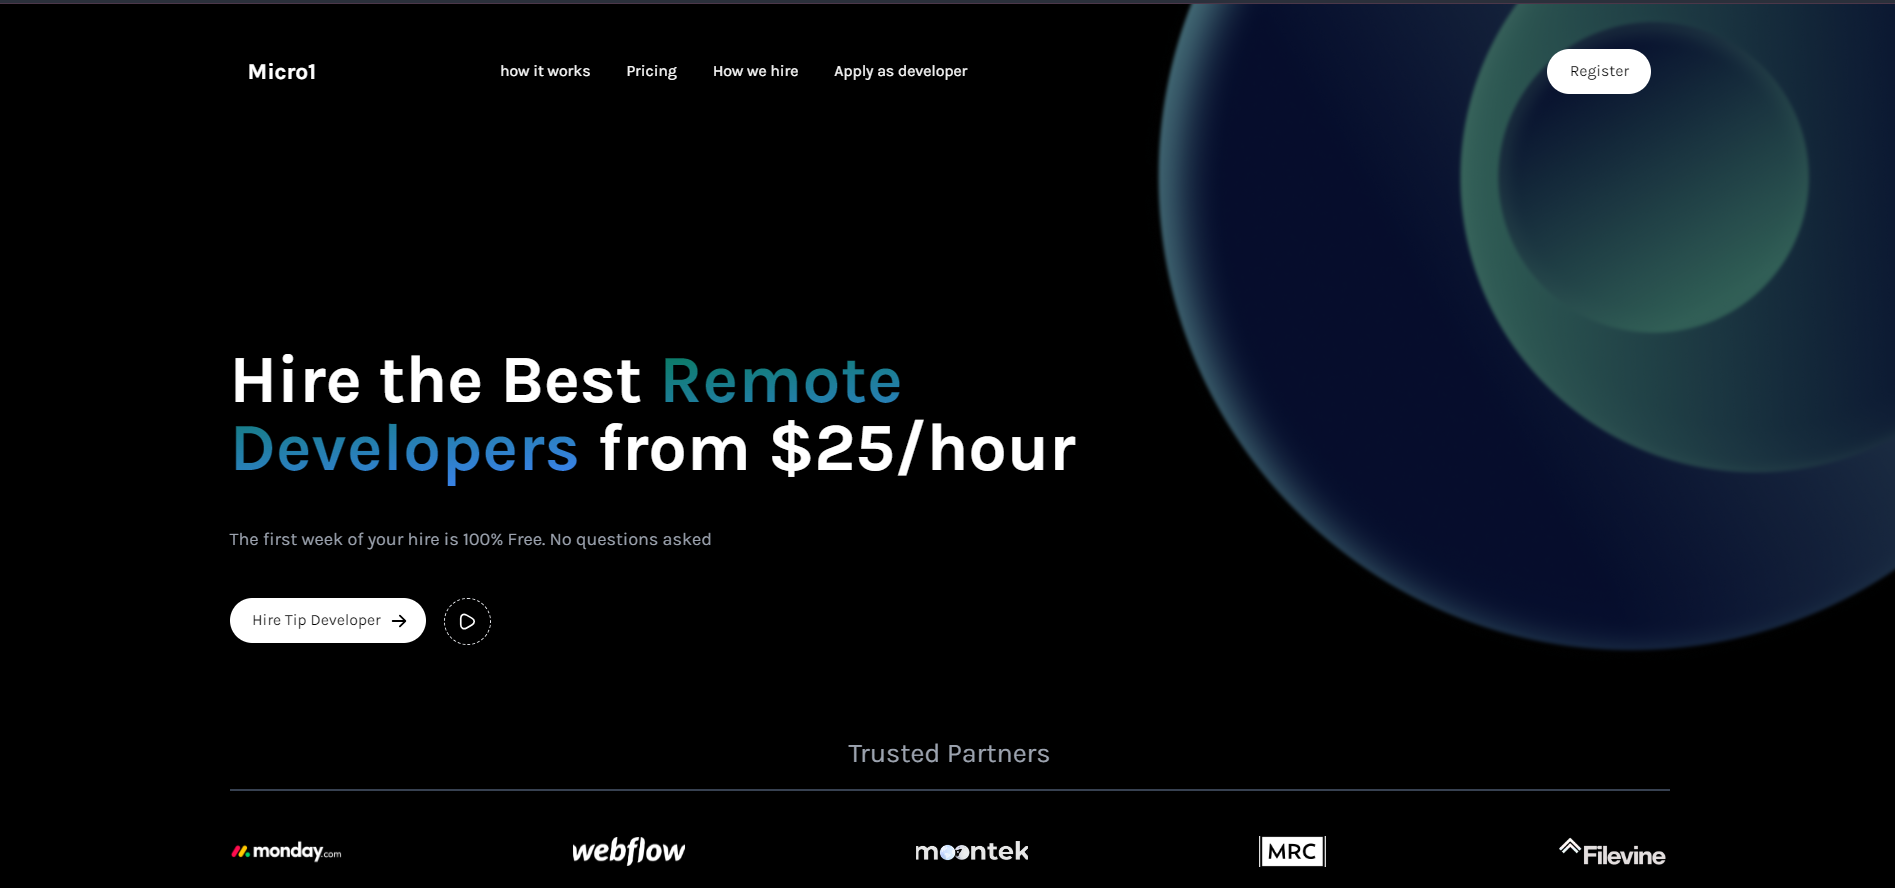 Micro1
how it works
Pricing
How we hire
Apply as developer
Register
Hire the Best Remote
Developers from $25/hour
The first week of your hire is 100% Free. No questions asked
Hire Tip Developer
Trusted Partners
monday.com
webflow
moontek
MRC
Filevine